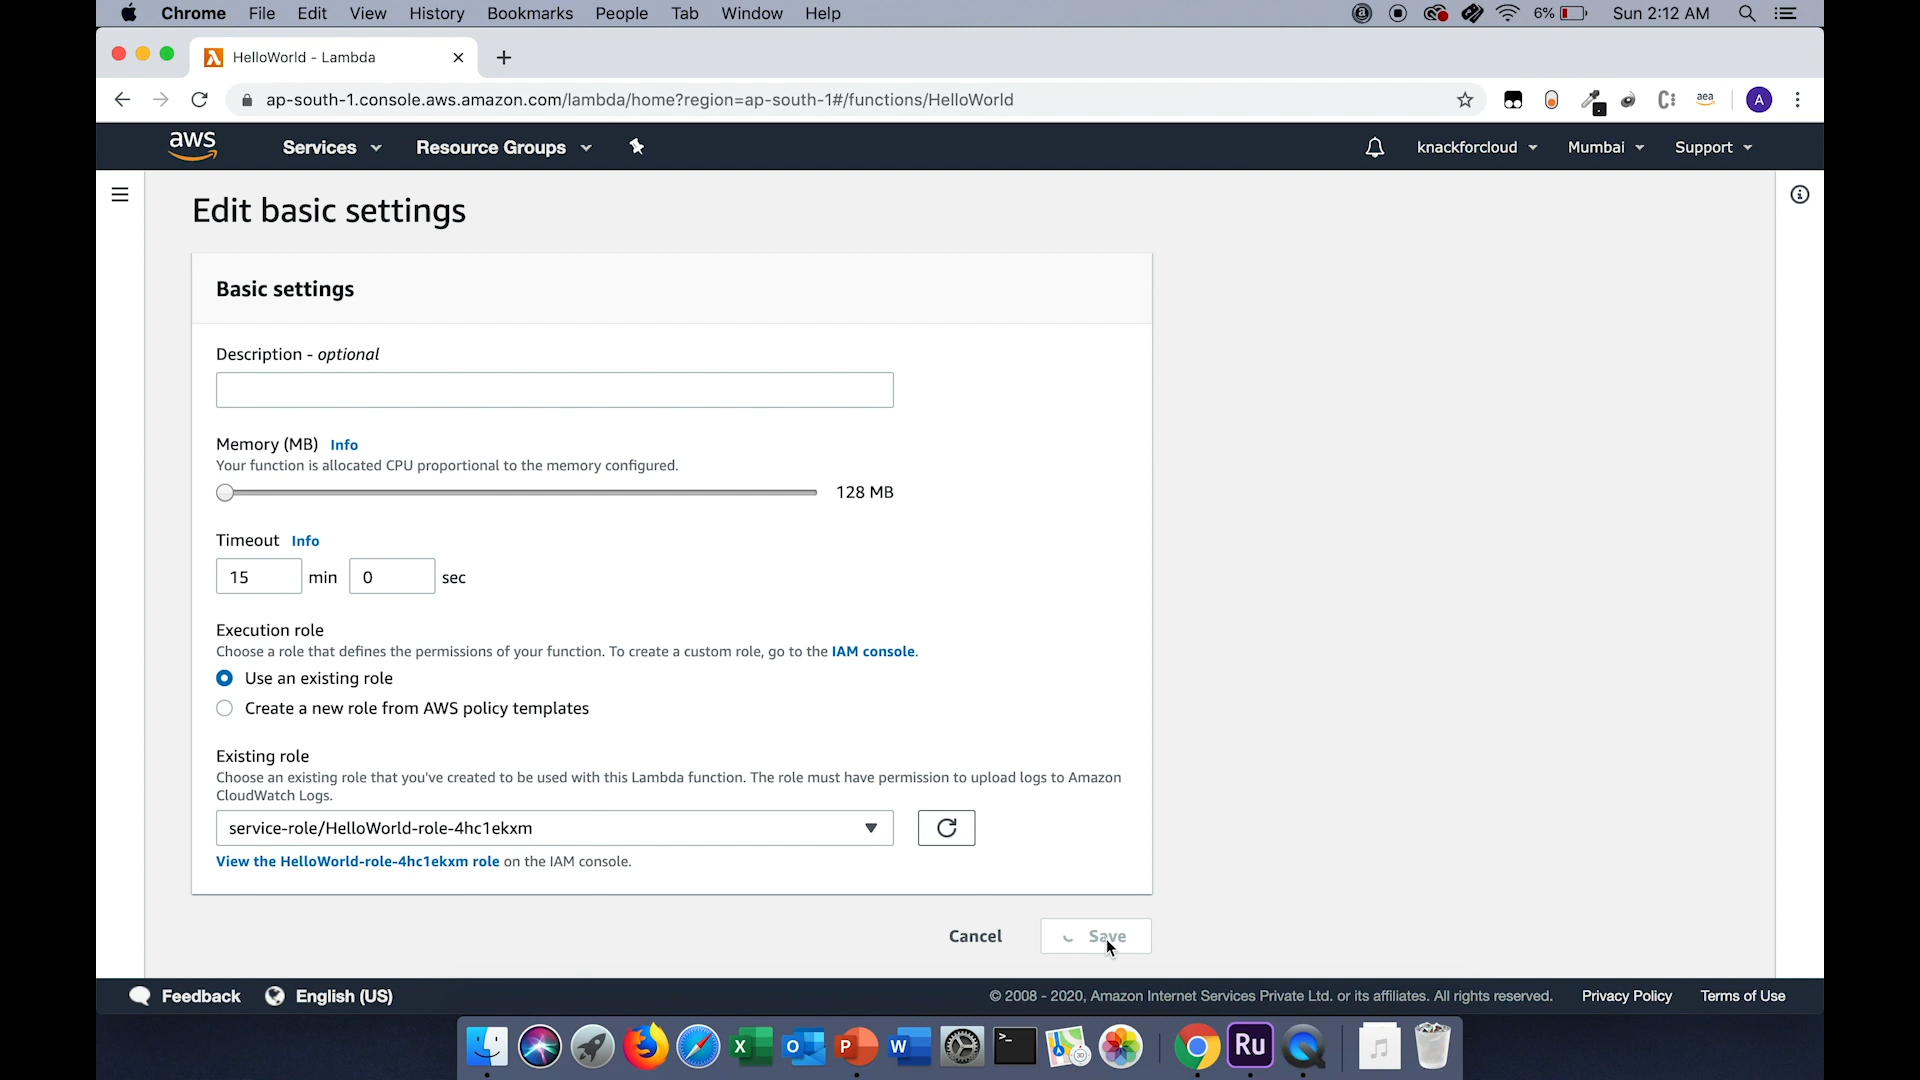 Chrome File Edit View History Bookmarks People Tab Window Help 6% Sun 2:12 AM
HelloWorld - Lambda
ap-south-1.console.aws.amazon.com/lambda/home?region=ap-south-1#/functions/HelloWorld aea A
aws Services Resource Groups knackforcloud Mumbai Support
Edit basic settings
Basic settings
Description - optional
Memory (MB) Info
Your function is allocated CPU proportional to the memory configured.
128 MB
Timeout Info
15 min 0 sec
Execution role
Choose a role that defines the permissions of your function. To create a custom role, go to the IAM console.
Use an existing role
Create a new role from AWS policy templates
Existing role
Choose an existing role that you've created to be used with this Lambda function. The role must have permission to upload logs to Amazon
CloudWatch Logs.
service-role/HelloWorld-role-4hc1ekxm
View the HelloWorld-role-4hc1ekxm role on the IAM console.
Cancel Save
Feedback English (US) © 2008 - 2020, Amazon Internet Services Private Ltd. or its affiliates. All rights reserved. Privacy Policy Terms of Use
X O P W >_ 3D Ru